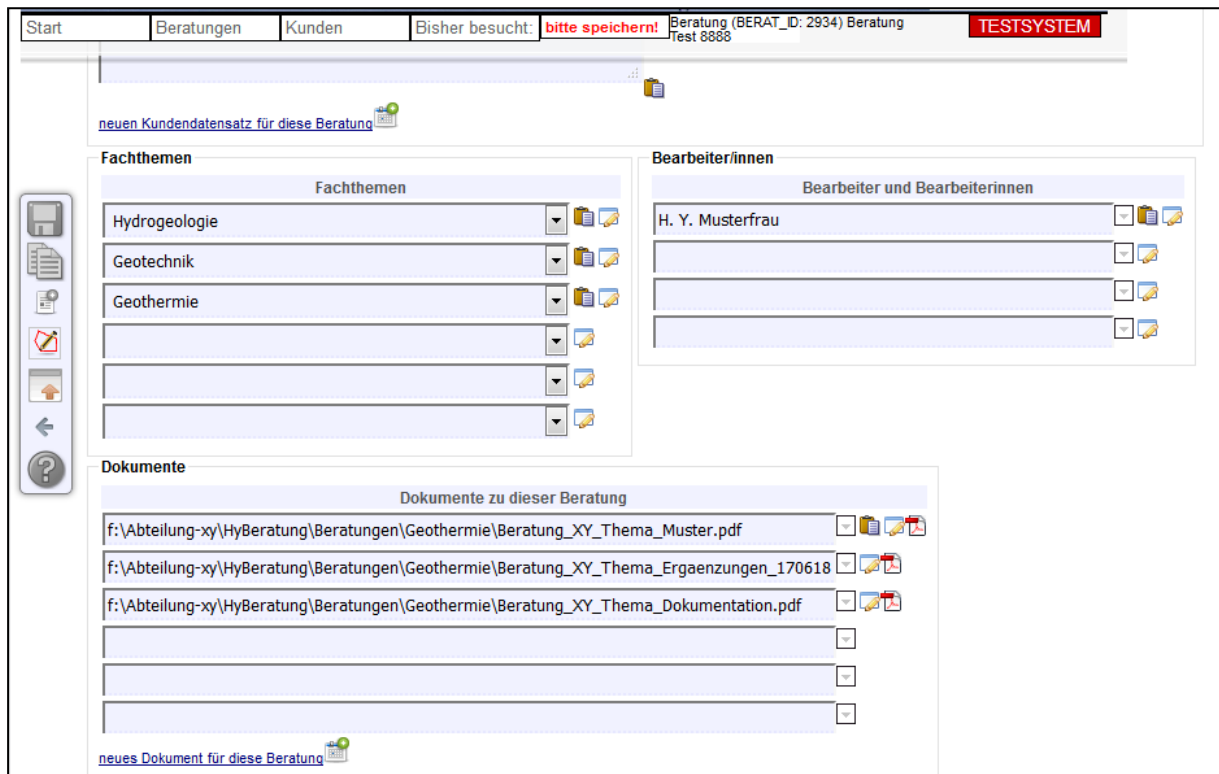 Start Beratungen Kunden Bisher besucht: bitte speichern! Beratung (BERAT_ID: 2934) Beratung
Test 8888 TESTSYSTEM
neuen Kundendatensatz für diese Beratung
Fachthemen
Fachthemen
Hydrogeologie
Geotechnik
Geothermie
Bearbeiter/innen
Bearbeiter und Bearbeiterinnen
H. Y. Musterfrau
Dokumente
Dokumente zu dieser Beratung
f:\Abteilung-xy\HyBeratung\Beratungen\Geothermie\Beratung_XY_Thema_Muster.pdf
f:\Abteilung-xy\HyBeratung\Beratungen\Geothermie\Beratung_XY_Thema_Ergaenzungen_170618
f:\Abteilung-xy\HyBeratung\Beratungen\Geothermie\Beratung_XY_Thema_Dokumentation.pdf
neues Dokument für diese Beratung